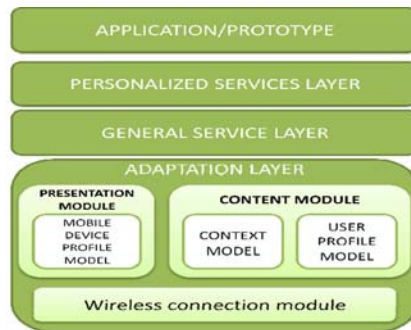 APPLICATION/PROTOTYPE
PERSONALIZED SERVICES LAYER
GENERAL SERVICE LAYER
ADAPTATION LAYER
PRESENTATION
MODULE
MOBILE
DEVICE
PROFILE
MODEL
CONTENT MODULE
CONTEXT
MODEL
USER
PROFILE
MODEL
Wireless connection module